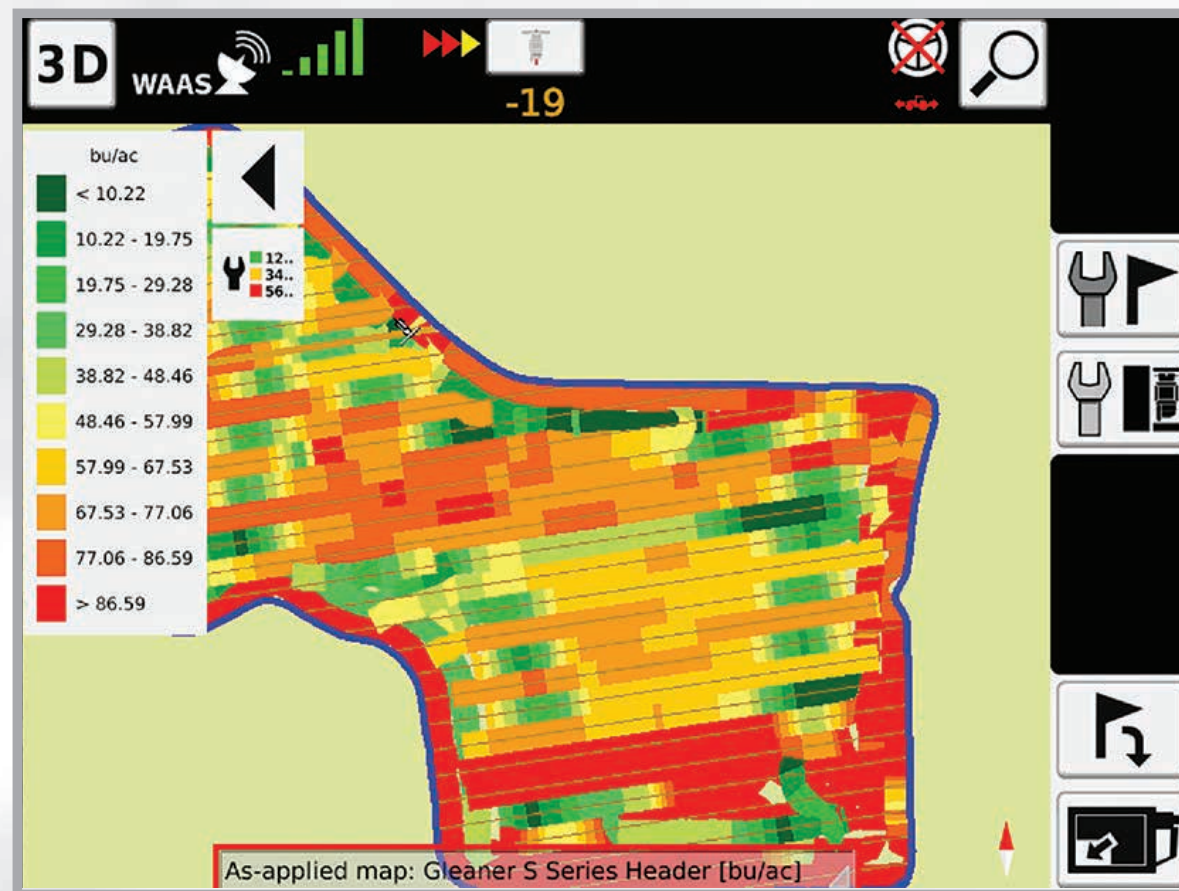 3D
WAAS
-19
bu/ac
< 10.22
10.22 - 19.75
19.75 - 29.28
29.28 - 38.82
38.82 - 48.46
48.46 - 57.99
57.99 - 67.53
67.53 - 77.06
77.06 - 86.59
> 86.59
12..
34..
56..
As-applied map: Gleaner S Series Header [bu/ac]